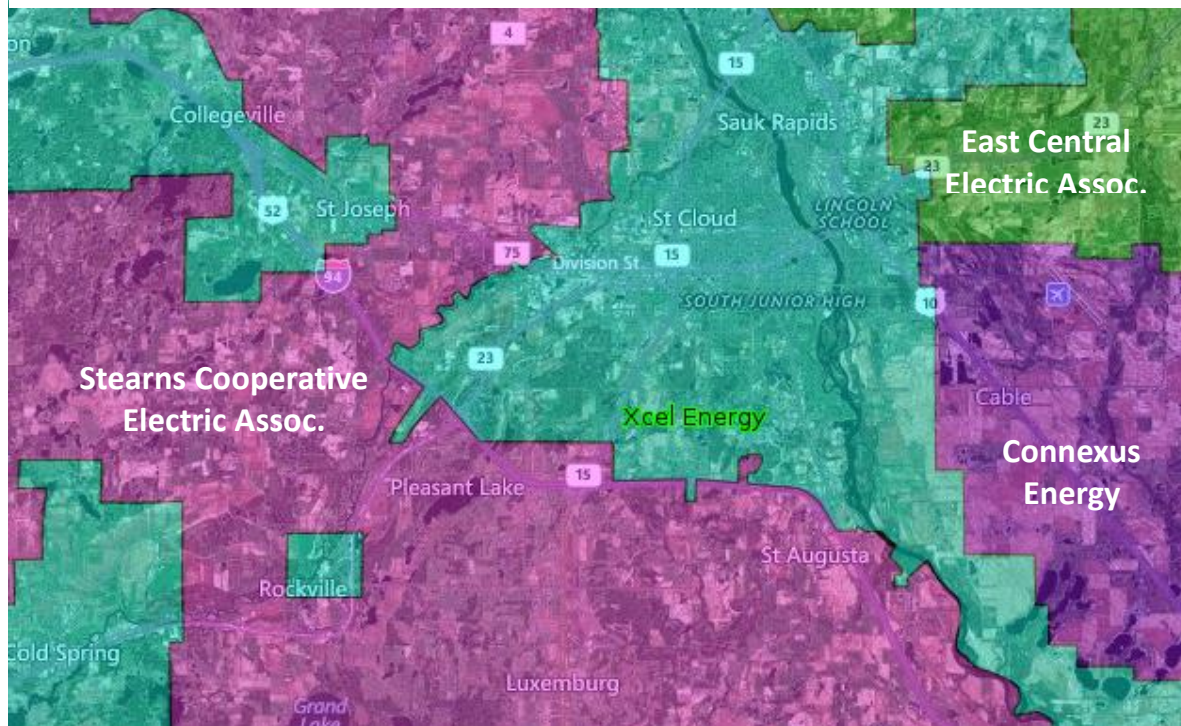 4
on
15
Collegeville
Sauk Rapids
23
East Central
Electric Assoc.
23
52
St Joseph
LINCOLN
SCHOOL
St Cloud
75
15
Division St
94
SOUTH JUNIOR HIGH
10
23
Stearns Cooperative
Electric Assoc.
Cable
Xcel Energy
Connexus
Energy
15
Pleasant Lake
St Augusta
Rockville
Cold Spring
Luxemburg
Grand
Lake